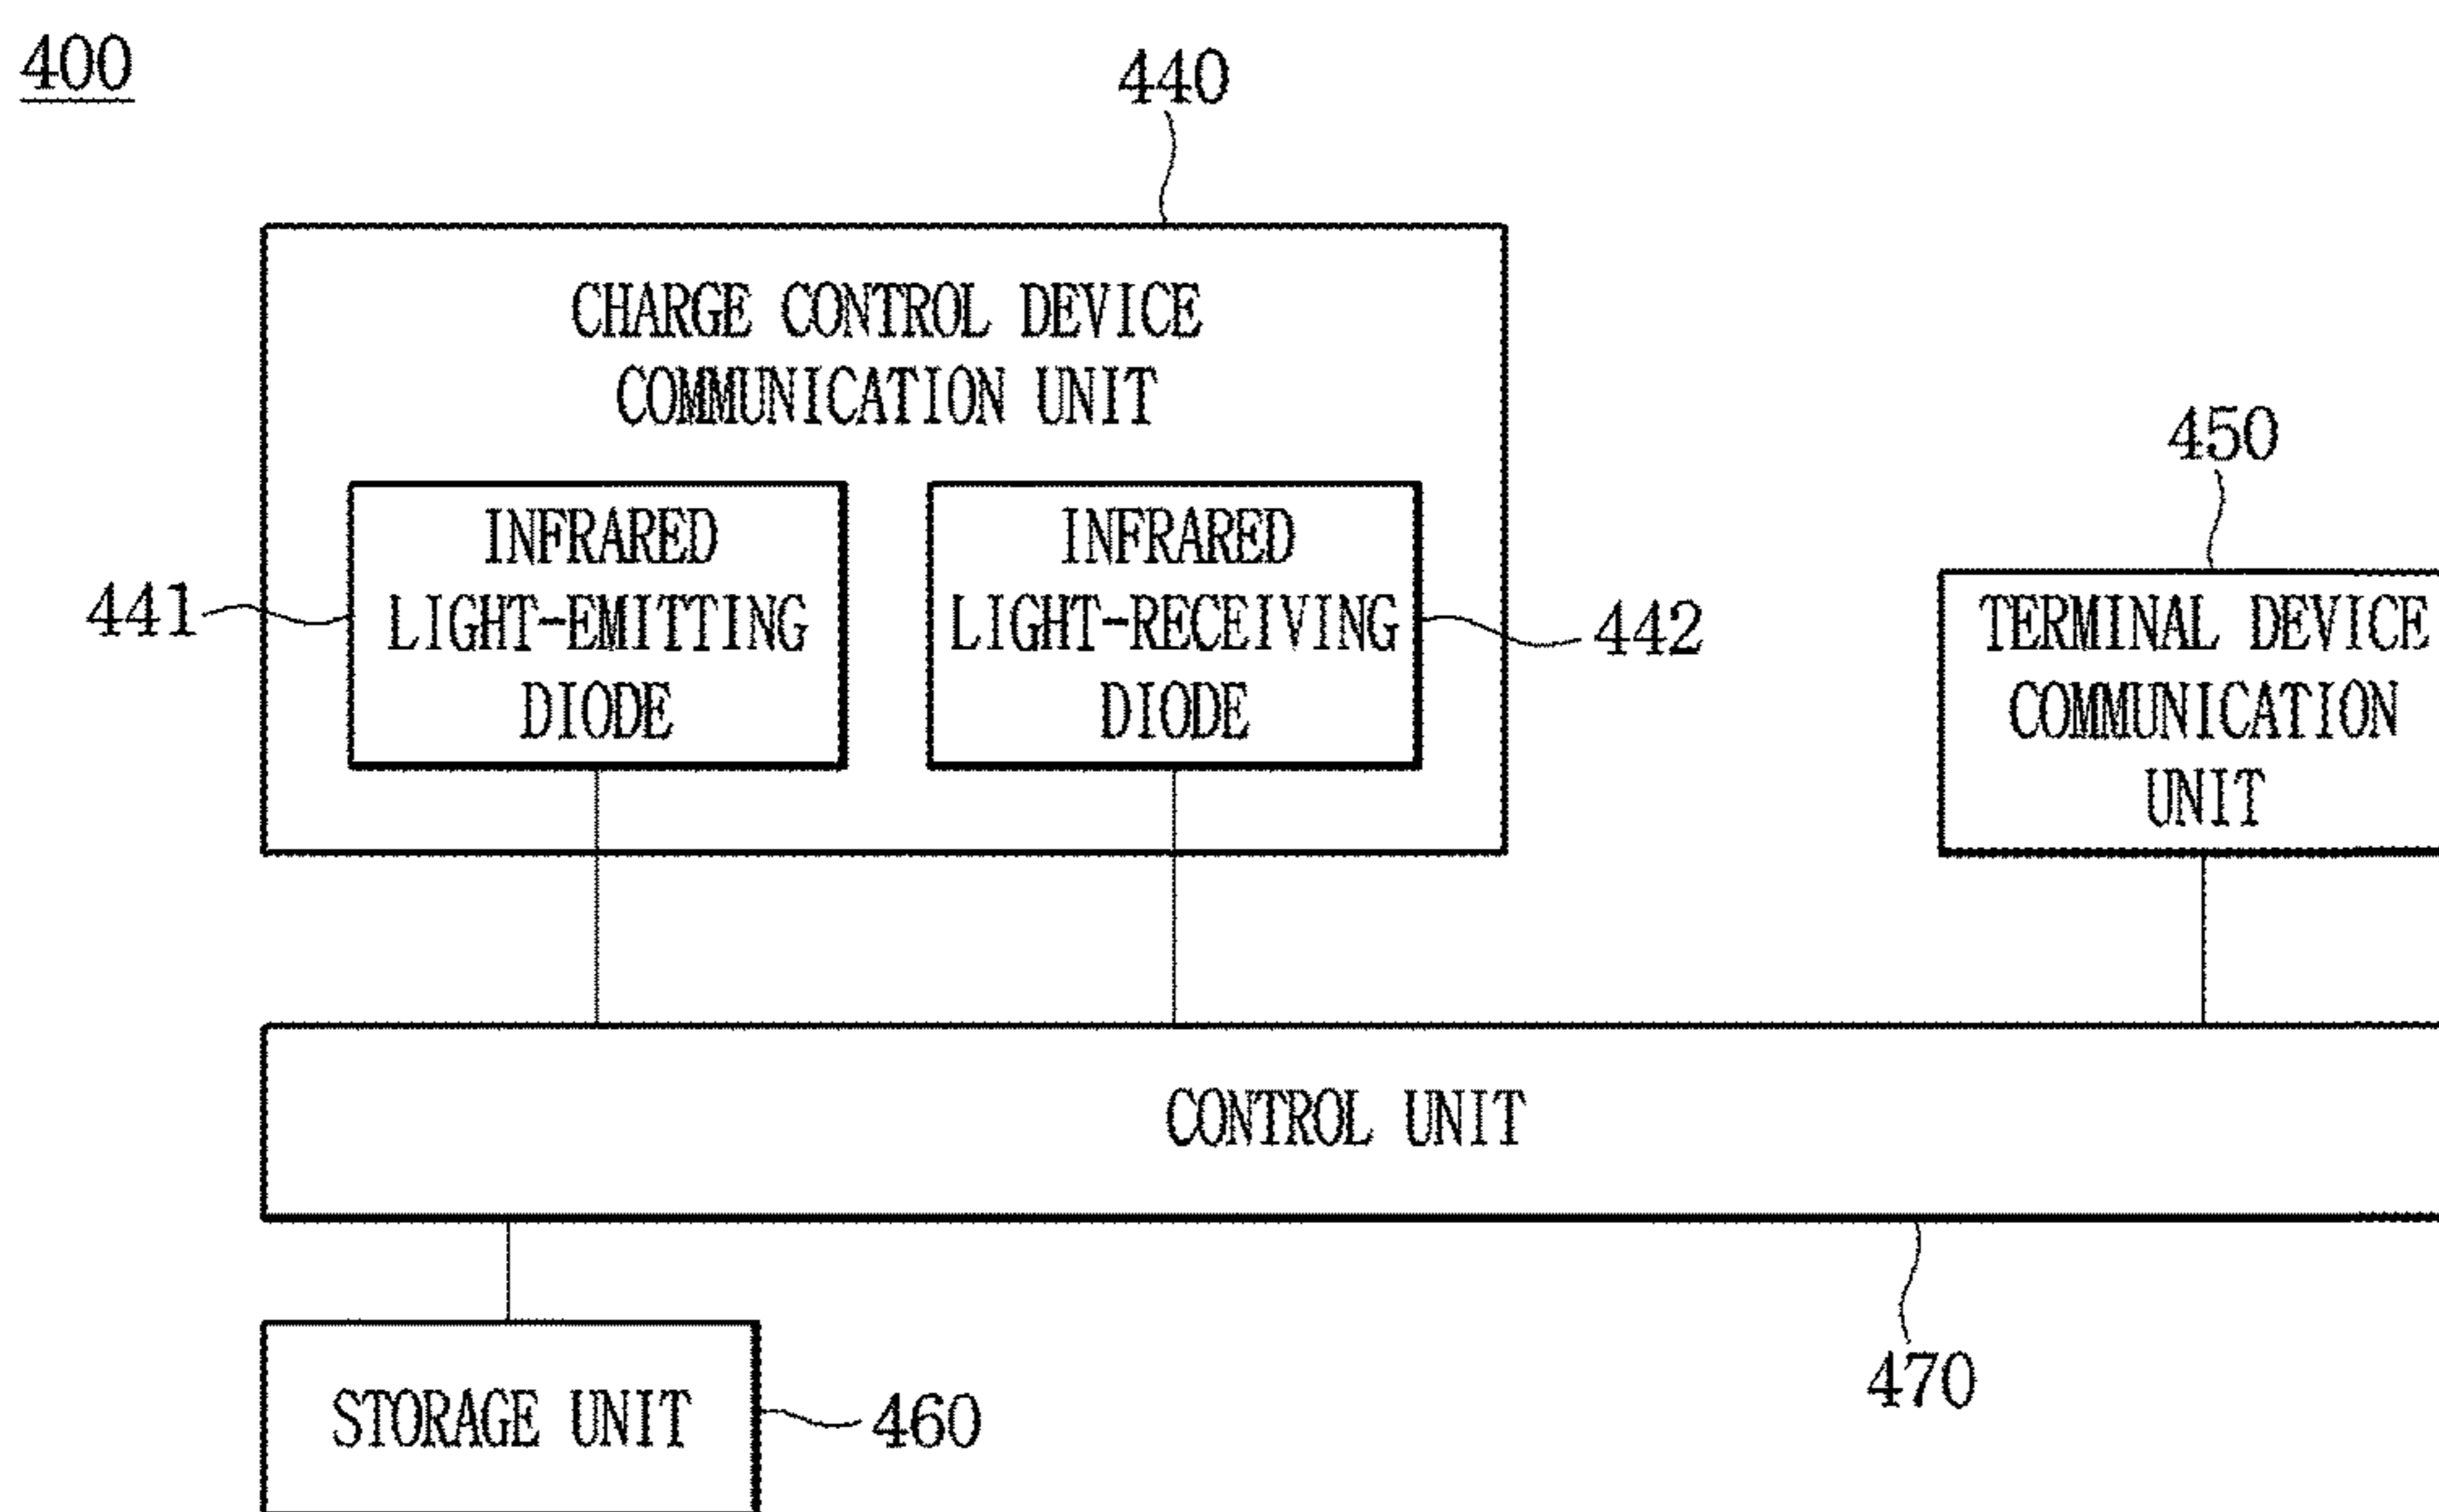 400
440
CHARGE CONTROL DEVICE
COMMUNICATION UNIT
450
441
INFRARED
LIGHT-EMITTING
DIODE
INFRARED
LIGHT-RECEIVING
DIODE
442
TERMINAL DEVICE
COMMUNICATION
UNIT
CONTROL UNIT
470
STORAGE UNIT
460